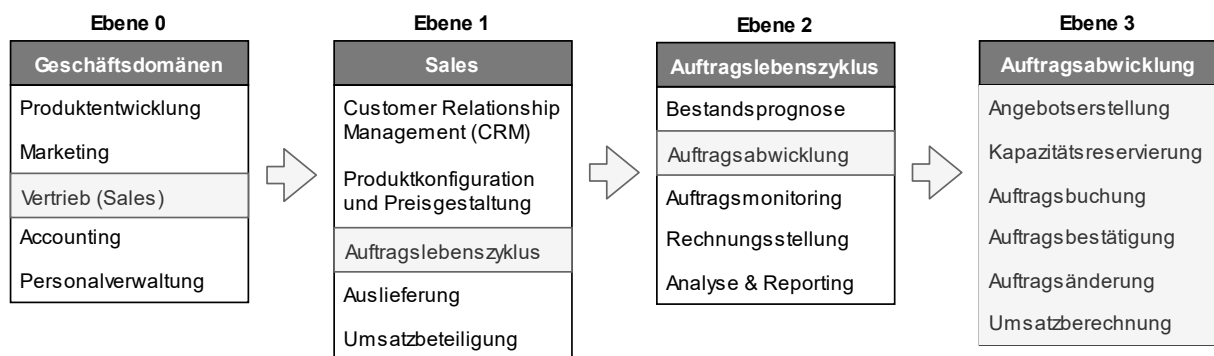 Ebene 0
Geschäftsdomänen
Produktentwicklung
Marketing
Vertrieb (Sales)
Accounting
Personalverwaltung
Ebene 1
Sales
Customer Relationship
Management (CRM)
Produktkonfiguration
und Preisgestaltung
Auftragslebenszyklus
Auslieferung
Umsatzbeteiligung
Ebene 2
Auftragslebenszyklus
Bestandsprognose
Auftragsabwicklung
Auftragsmonitoring
Rechnungsstellung
Analyse & Reporting
Ebene 3
Auftragsabwicklung
Angebotserstellung
Kapazitätsreservierung
Auftragsbuchung
Auftragsbestätigung
Auftragsänderung
Umsatzberechnung